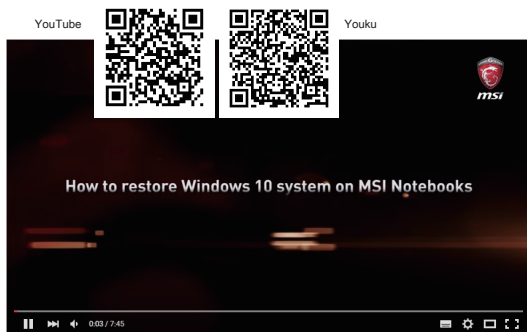 YouTube
Youku
msi
How to restore Windows 10 system on MSI Notebooks
0:03 / 7:45